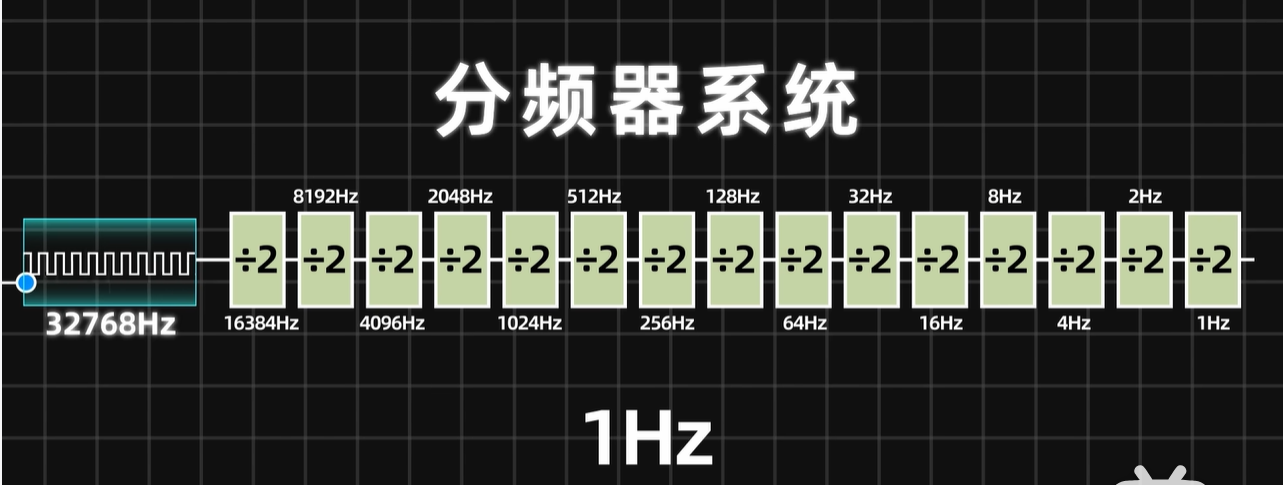 分频器系统
8192Hz 2048Hz 512Hz 128Hz 32Hz 8Hz 2Hz
÷2 ÷2 ÷2 ÷2 ÷2 ÷2 ÷2 ÷2 ÷2 ÷2 ÷2 ÷2 ÷2 ÷2 ÷2
32768Hz 16384Hz 4096Hz 1024Hz 256Hz 64Hz 16Hz 4Hz 1Hz
1Hz